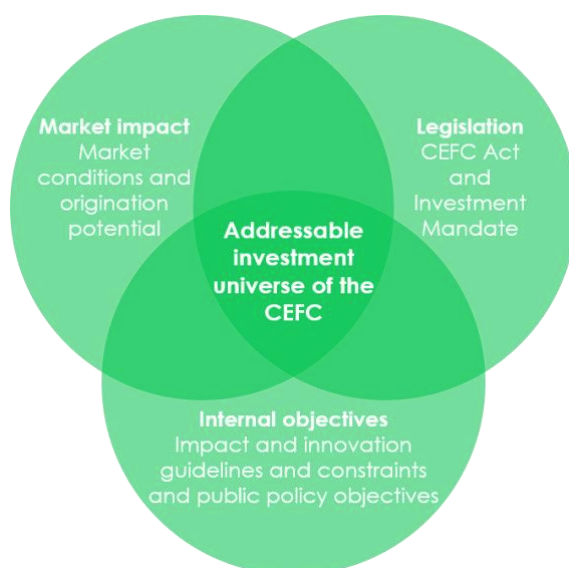 Market impact
Market
conditions and
origination
potential
Legislation
CEFC Act
and
Investment
Mandate
Addressable
investment
universe of the
CEFC
Internal objectives
Impact and innovation
guidelines and constraints
and public policy objectives